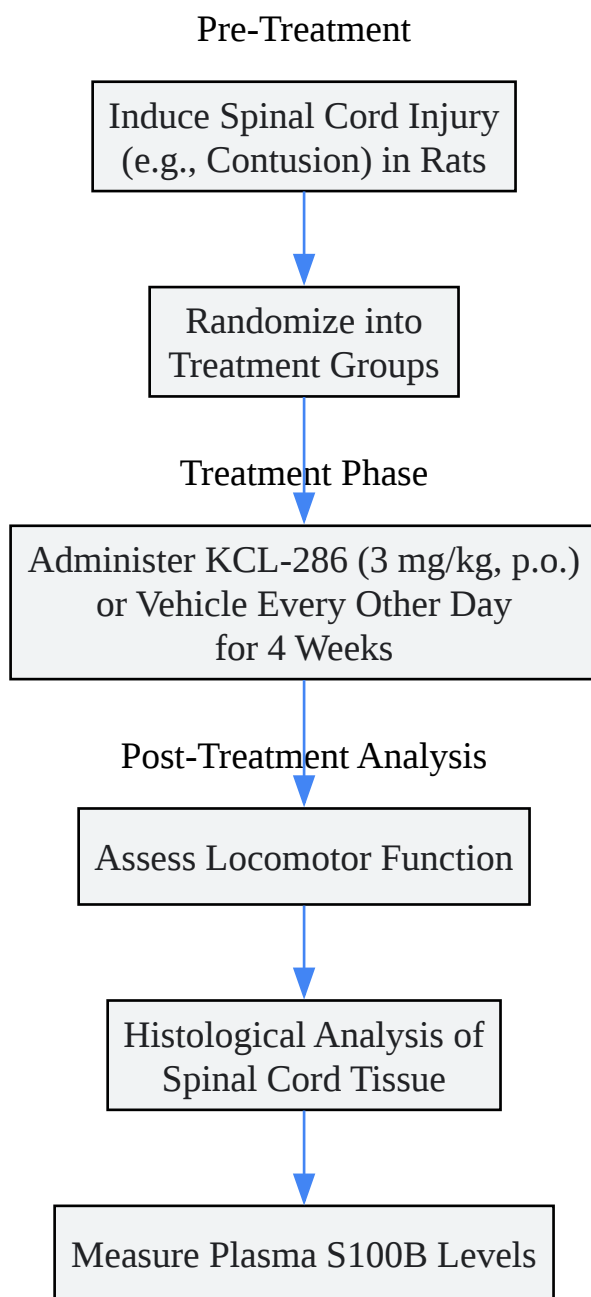 Pre-Treatment
Induce Spinal Cord Injury
(e.g., Contusion) in Rats
Randomize into
Treatment Groups
Treatment Phase
Administer KCL-286 (3 mg/kg, p.o.)
or Vehicle Every Other Day
for 4 Weeks
Post-Treatment Analysis
Assess Locomotor Function
Histological Analysis of
Spinal Cord Tissue
Measure Plasma S100B Levels